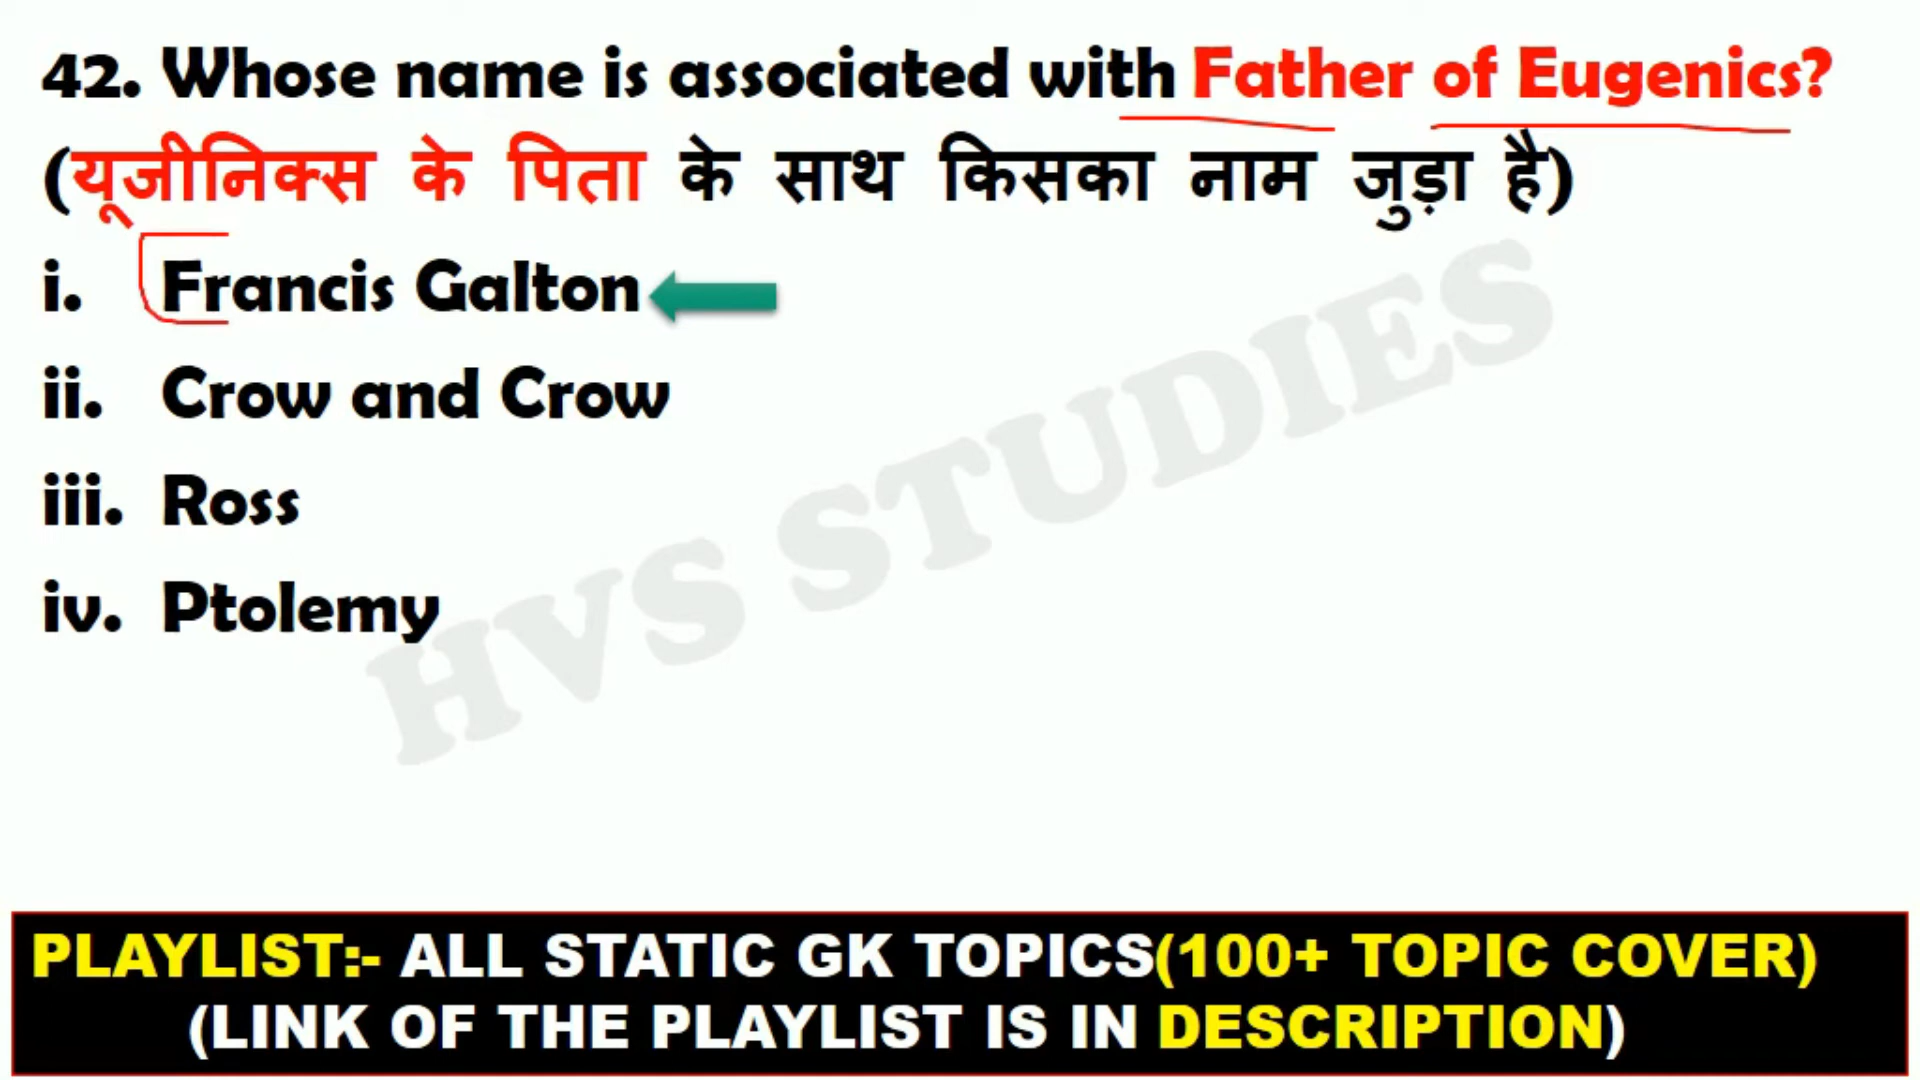 42. Whose name is associated with Father of Eugenics?
(यूजीनिक्स के पिता के साथ किसका नाम जुड़ा है)
i. Francis Galton
ii. Crow and Crow
iii. Ross
iv. Ptolemy
HVS STUDIES
PLAYLIST:- ALL STATIC GK TOPICS(100+ TOPIC COVER)
(LINK OF THE PLAYLIST IS IN DESCRIPTION)